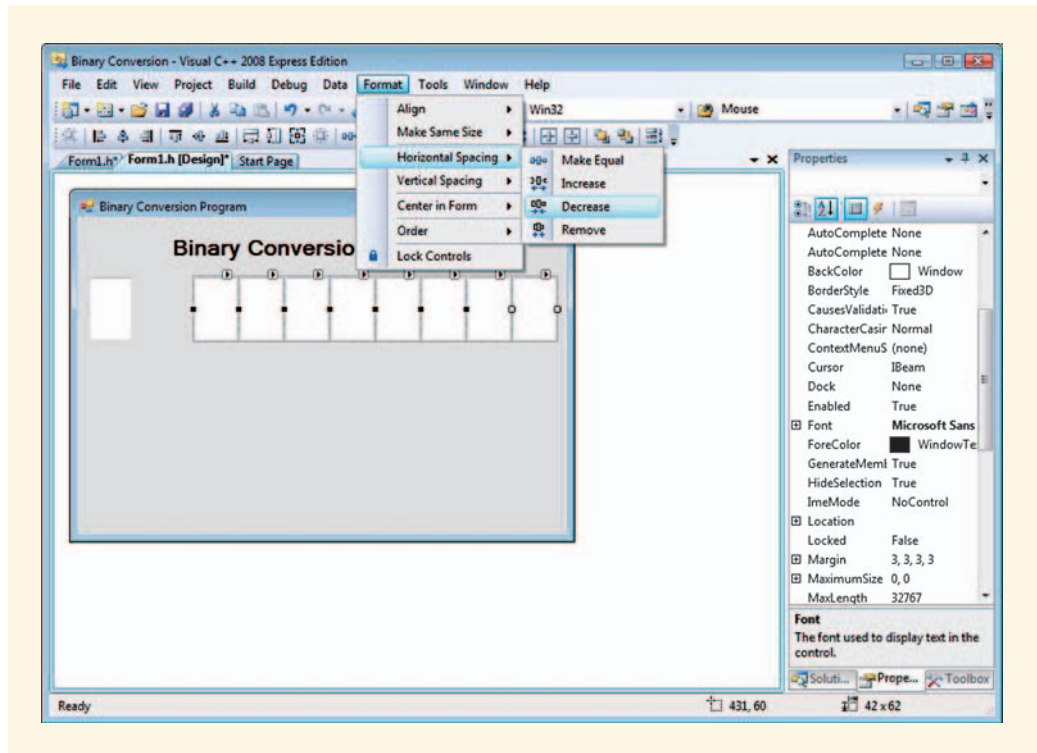 Binary Conversion - Visual C++ 2008 Express Edition
File Edit View Project Build Debug Data Format Tools Window Help
Win32 Mouse
Form1.h* Form1.h [Design]* Start Page
Align
Make Same Size
Horizontal Spacing
Vertical Spacing
Center in Form
Order
Lock Controls
Make Equal
Increase
Decrease
Remove
Binary Conversion Program
Binary Conversio
Properties
AutoComplete None
AutoComplete None
BackColor Window
BorderStyle Fixed3D
CausesValidati True
CharacterCasir Normal
ContextMenuS (none)
Cursor IBeam
Dock None
Enabled True
Font Microsoft Sans
ForeColor WindowTe
GenerateMemb True
HideSelection True
ImeMode NoControl
Location
Locked False
Margin 3, 3, 3, 3
MaximumSize 0, 0
MaxLength 32767
Font
The font used to display text in the
control.
Soluti... Prope... Toolbox
Ready 431, 60 42 x 62